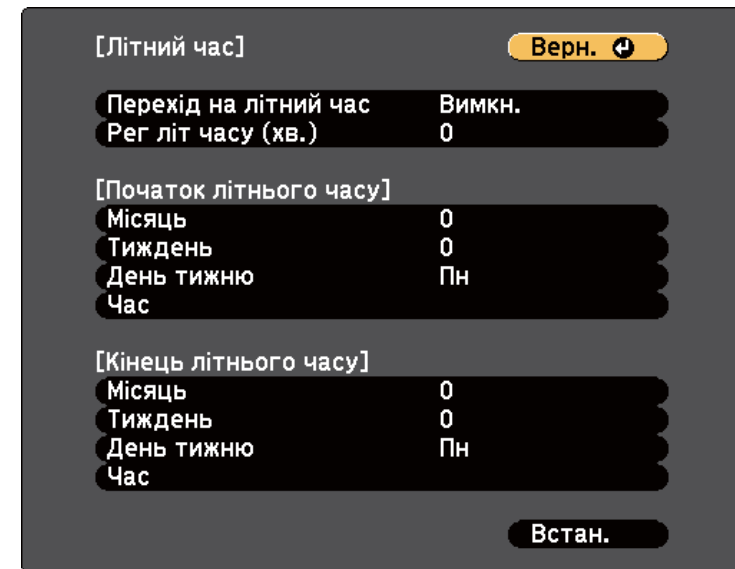 [Літний час] Верн.
Перехід на літний час Вимкн.
Рег літ часу (хв.) 0
[Початок літнього часу]
Місяць 0
Тиждень 0
День тижню Пн
Час
[Кінець літнього часу]
Місяць 0
Тиждень 0
День тижню Пн
Час
Встан.